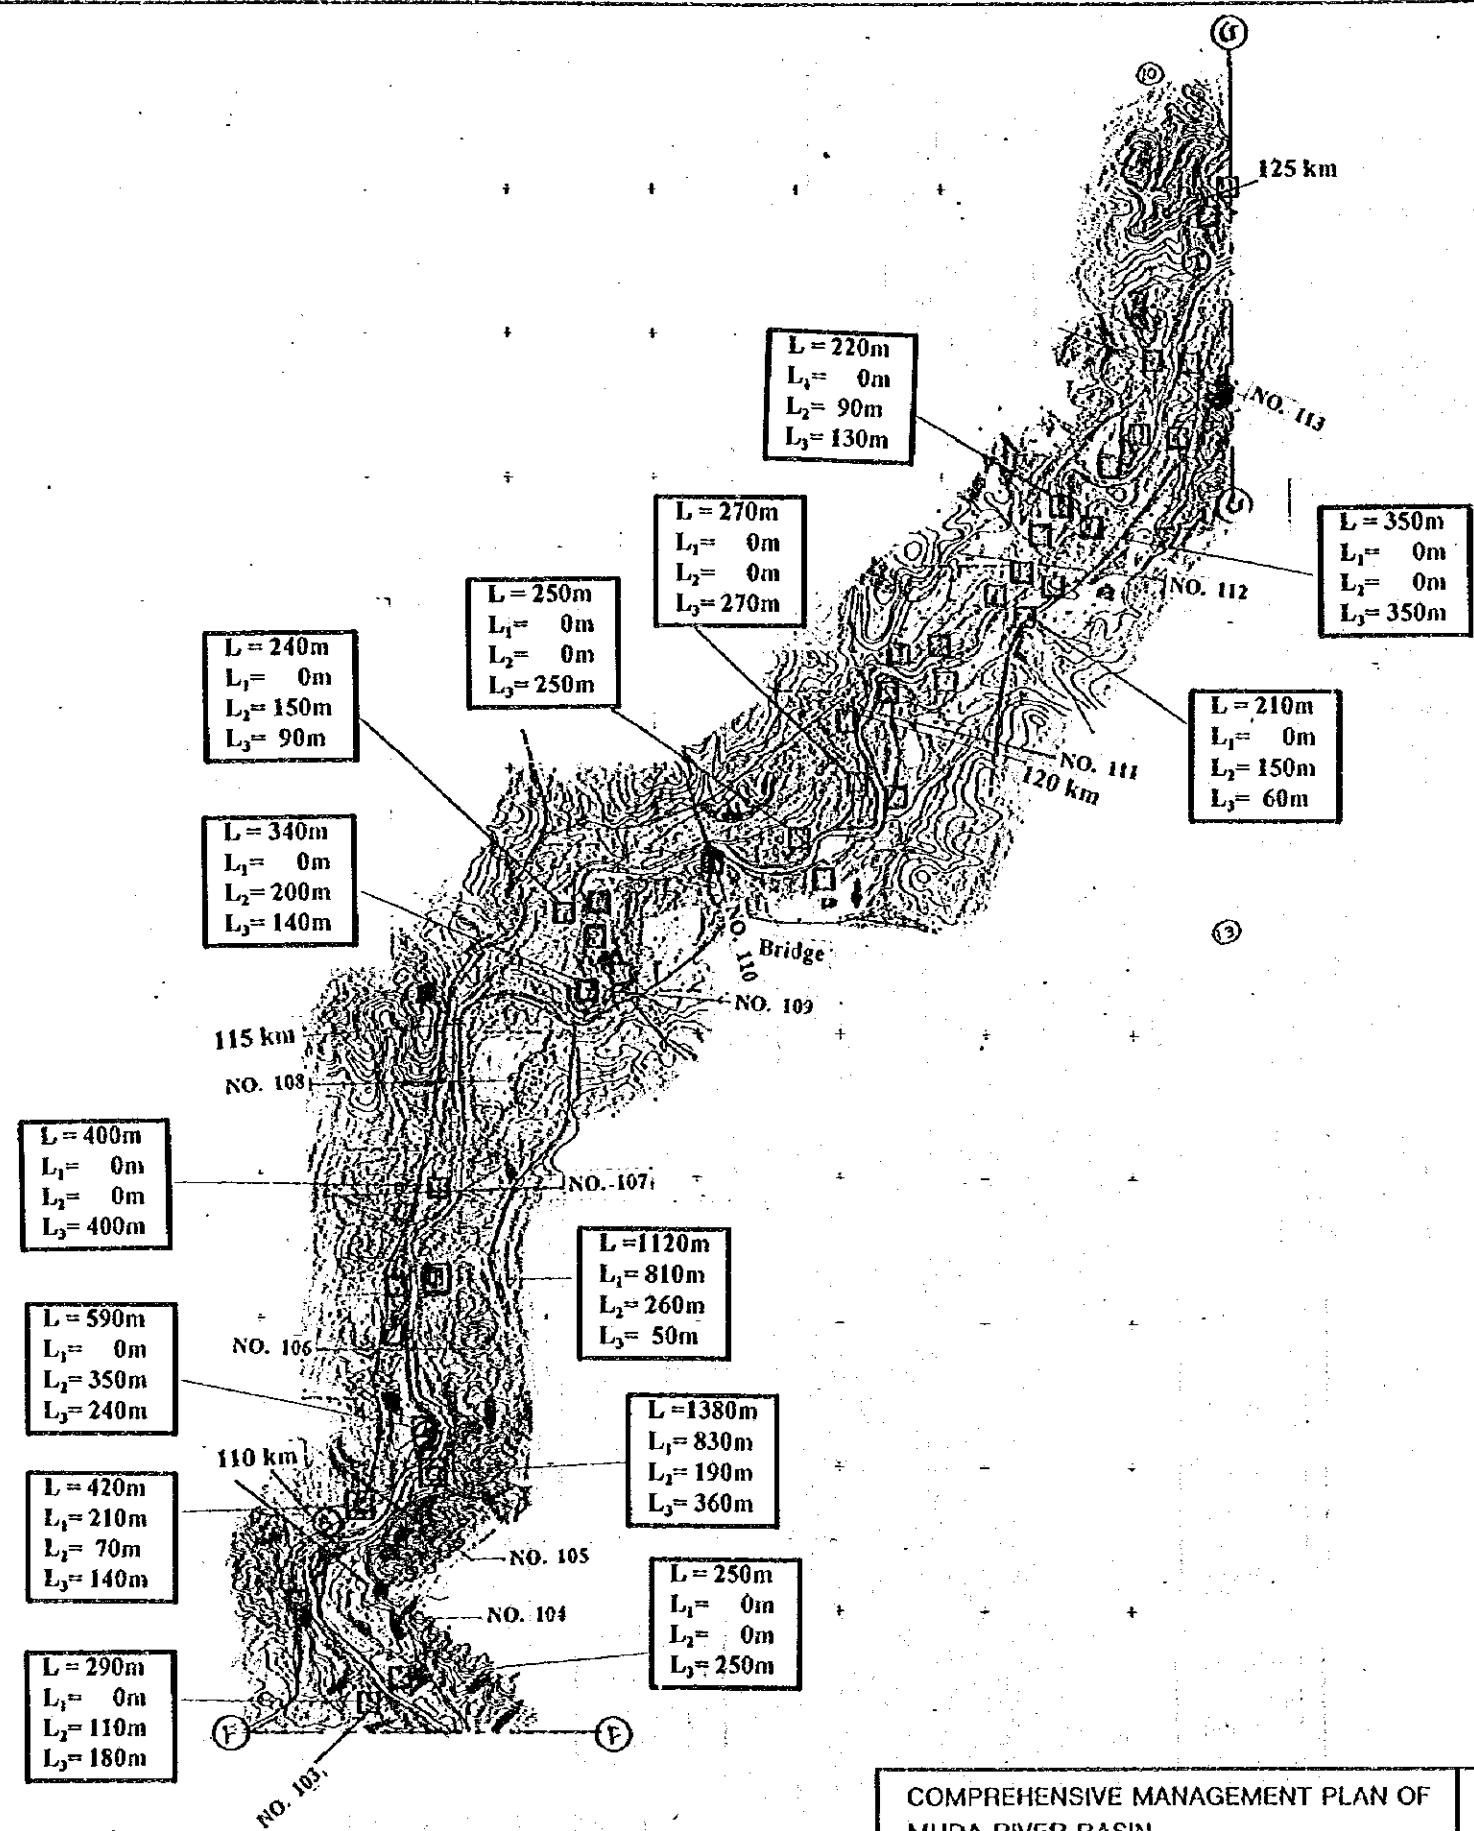 G
10
125 km
L = 220m
L₁= 0m
L₂= 90m
L₃= 130m
NO. 113
L = 270m
L₁= 0m
L₂= 0m
L₃= 270m
G
L = 350m
L₁= 0m
L₂= 0m
L₃= 350m
L = 250m
L₁= 0m
L₂= 0m
L₃= 250m
NO. 112
L = 240m
L₁= 0m
L₂= 150m
L₃= 90m
L = 210m
L₁= 0m
L₂= 150m
L₃= 60m
NO. 111
120 km
L = 340m
L₁= 0m
L₂= 200m
L₃= 140m
NO. 110
Bridge
13
NO. 109
115 km
NO. 108
L = 400m
L₁= 0m
L₂= 0m
L₃= 400m
NO. 107
L =1120m
L₁= 810m
L₂= 260m
L₃= 50m
L = 590m
L₁= 0m
L₂= 350m
L₃= 240m
NO. 106
L =1380m
L₁= 830m
L₂= 190m
L₃= 360m
110 km
L = 420m
L₁= 210m
L₂= 70m
L₃= 140m
NO. 105
NO. 104
L = 250m
L₁= 0m
L₂= 0m
L₃= 250m
L = 290m
L₁= 0m
L₂= 110m
L₃= 180m
F
F
NO. 103
COMPREHENSIVE MANAGEMENT PLAN OF
MUDA RIVER BASIN